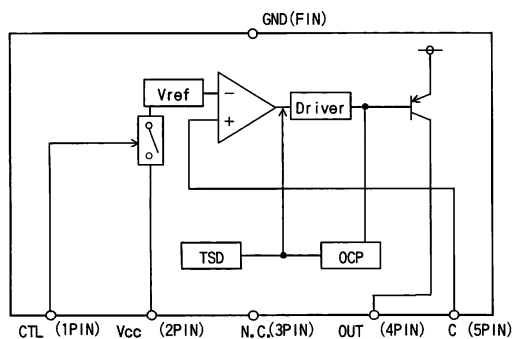 GND(FIN)
Vref
−
+
Driver
TSD
OCP
CTL (1PIN) Vcc (2PIN) N.C.(3PIN) OUT (4PIN) C (5PIN)